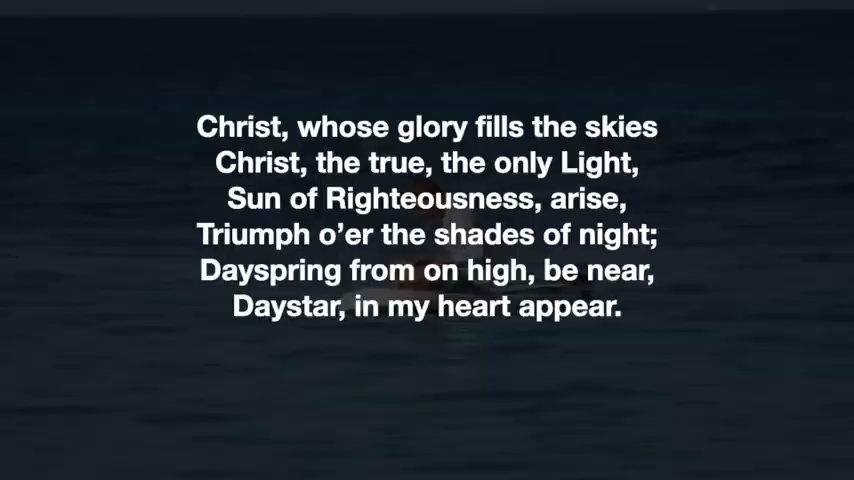 Christ, whose glory fills the skies
Christ, the true, the only Light,
Sun of Righteousness, arise,
Triumph o’er the shades of night;
Dayspring from on high, be near,
Daystar, in my heart appear.